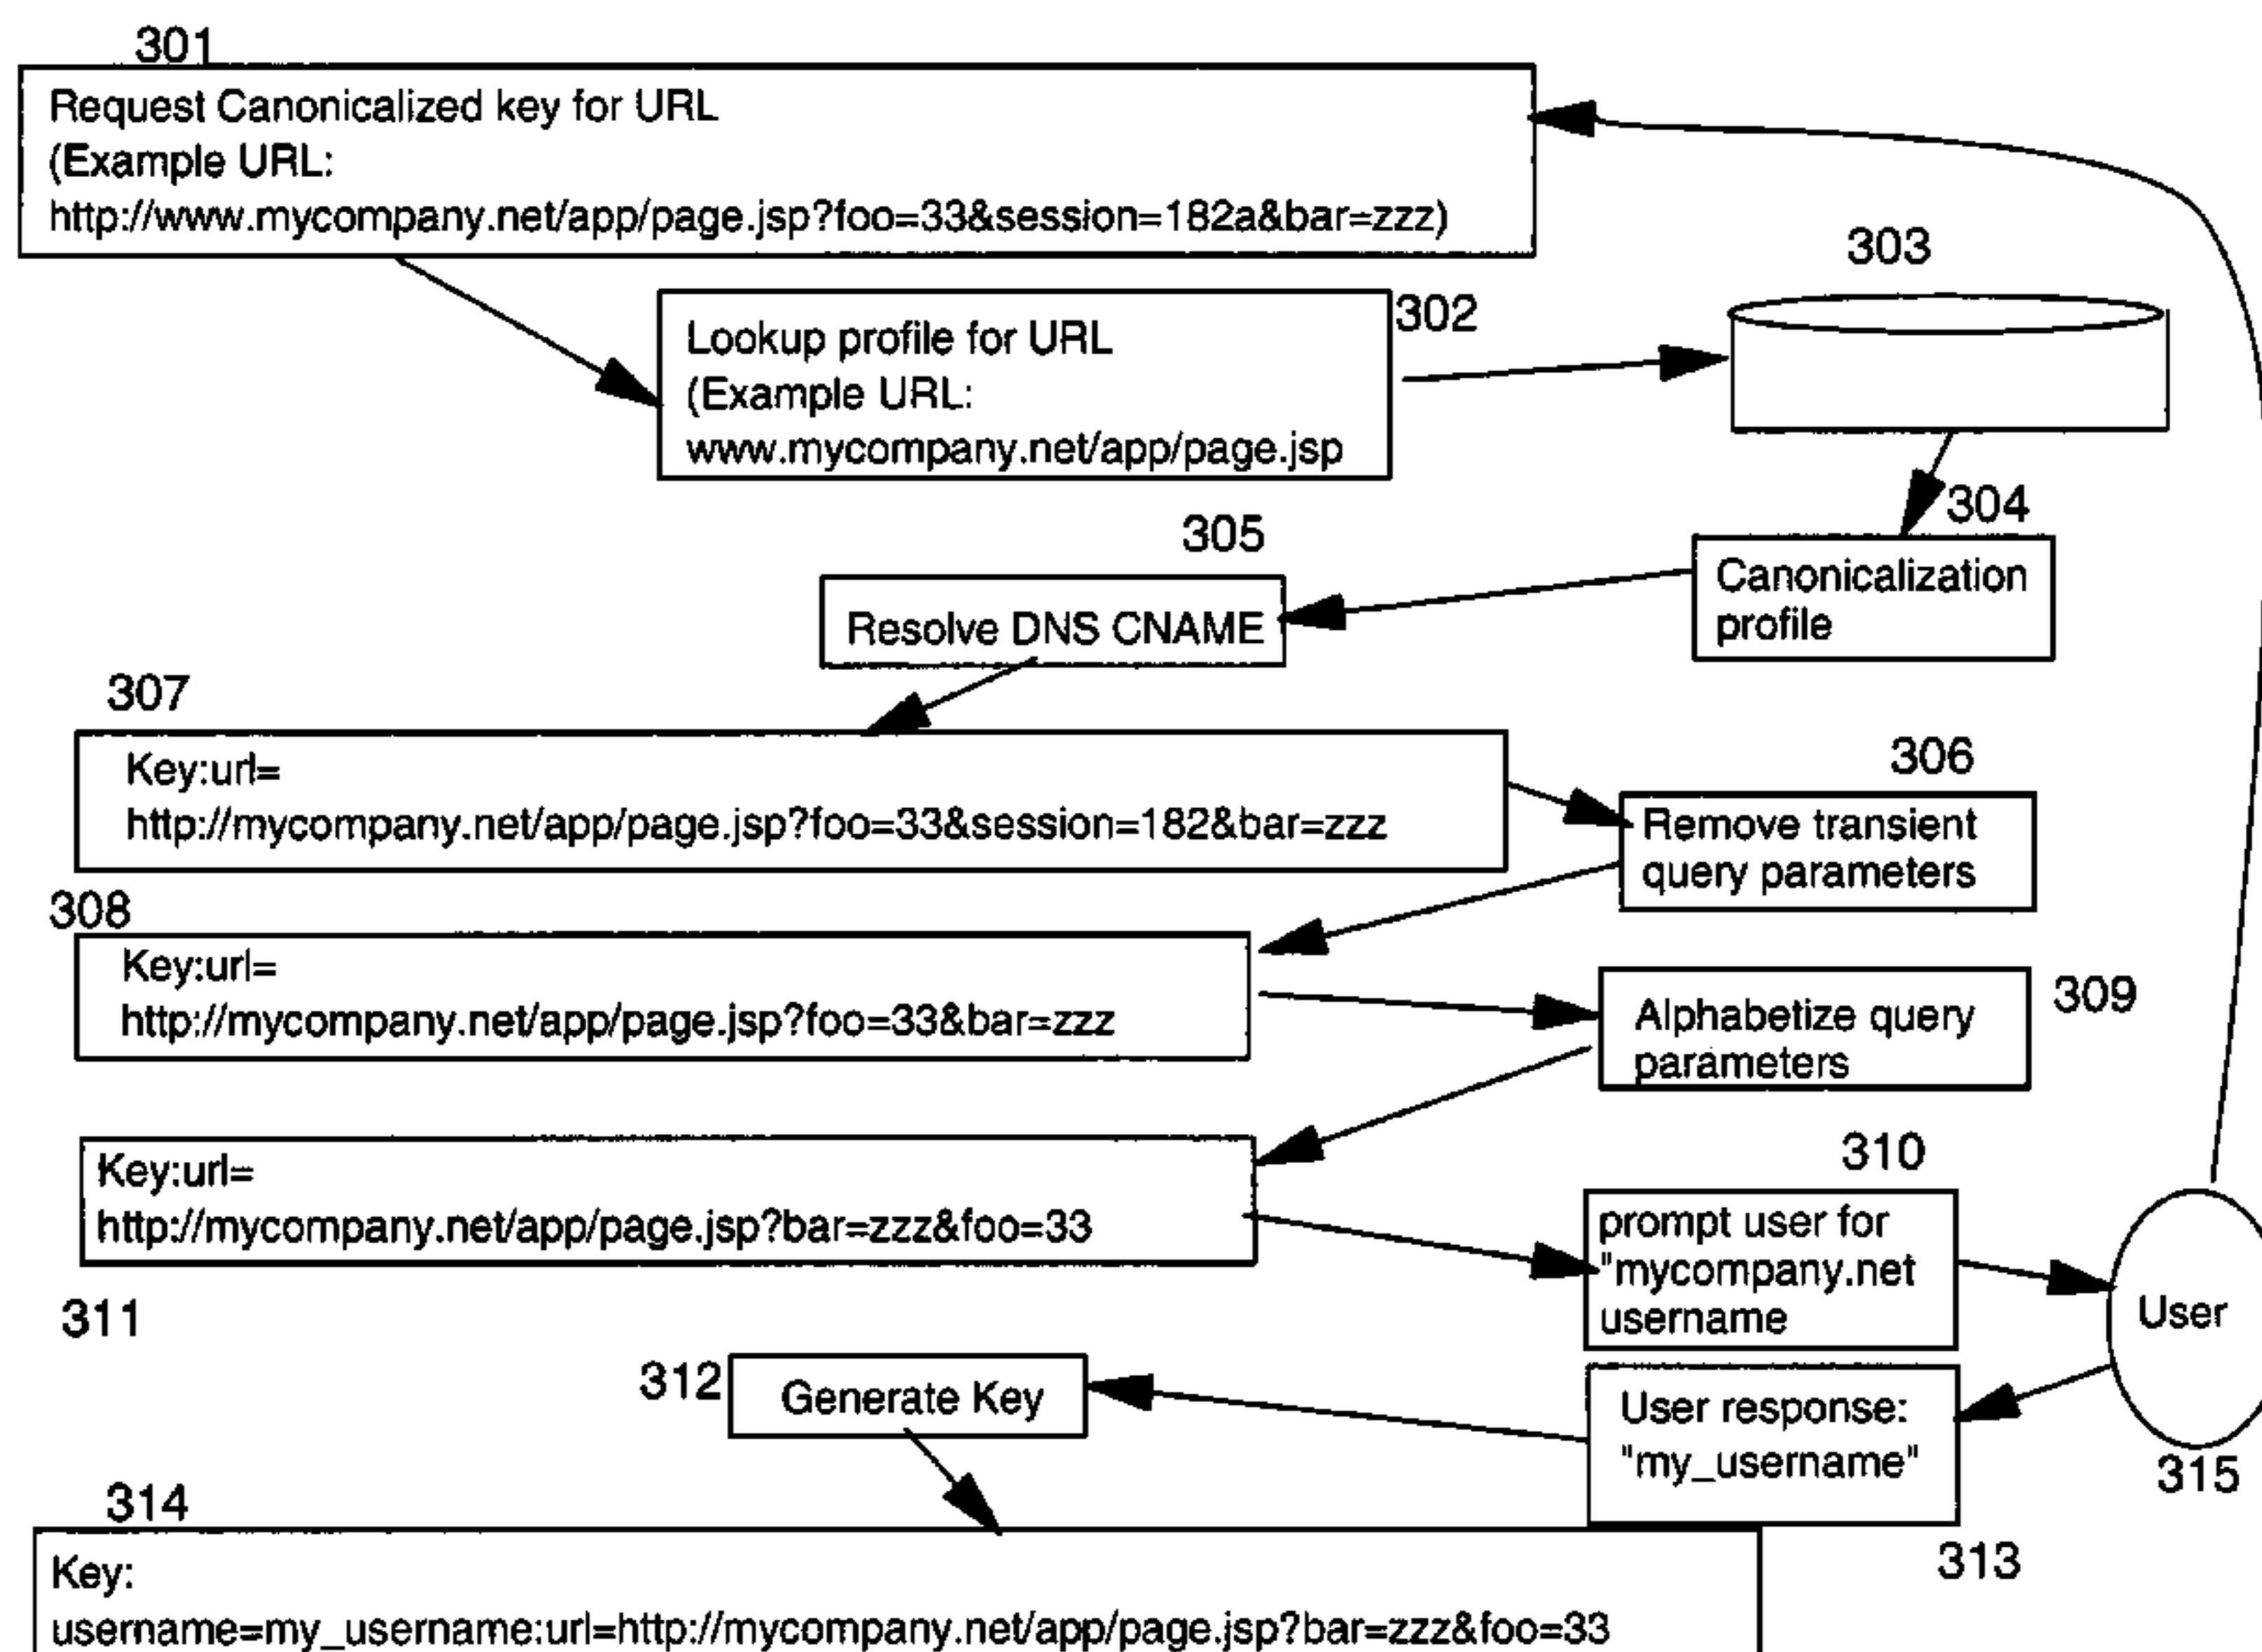 301
Request Canonicalized key for URL
(Example URL:
http://www.mycompany.net/app/page.jsp?foo=33&session=182a&bar=zzz)
303
302
Lookup profile for URL
(Example URL:
www.mycompany.net/app/page.jsp
304
305
Canonicalization
profile
Resolve DNS CNAME
307
306
Key:url=
http://mycompany.net/app/page.jsp?foo=33&session=182&bar=zzz
Remove transient
query parameters
308
Key:url=
http://mycompany.net/app/page.jsp?foo=33&bar=zzz
309
Alphabetize query
parameters
Key:url=
http://mycompany.net/app/page.jsp?bar=zzz&foo=33
310
prompt user for
"mycompany.net
username
User
311
312
Generate Key
User response:
"my_username"
315
313
314
Key:
username=my_username:url=http://mycompany.net/app/page.jsp?bar=zzz&foo=33